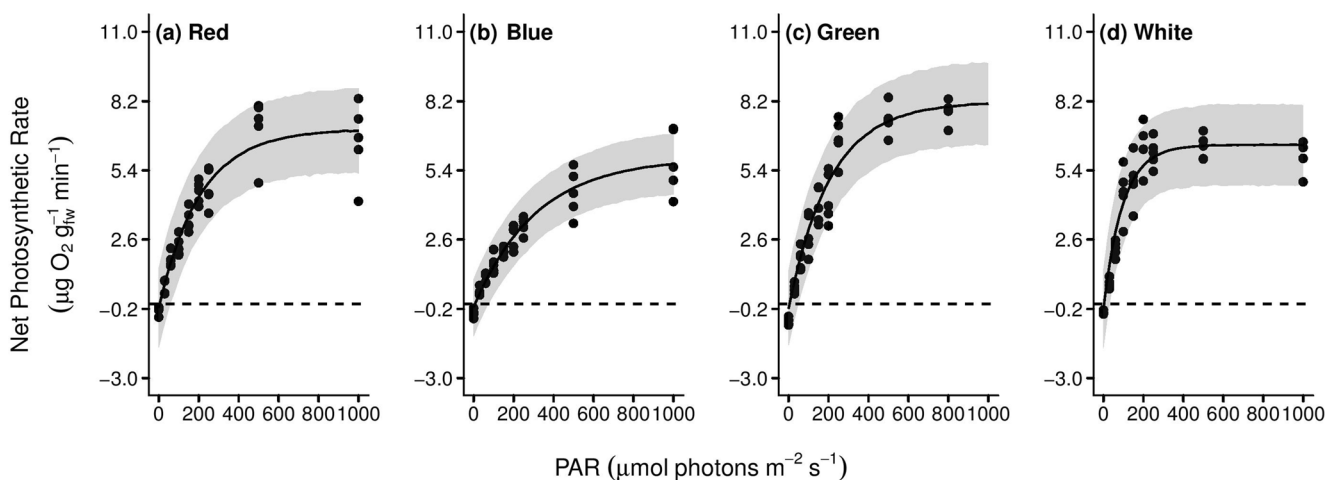 (a) Red
(b) Blue
(c) Green
(d) White
Net Photosynthetic Rate
(µg O₂ g⁻¹fw min⁻¹)
11.0
8.2
5.4
2.6
−0.2
−3.0
0 200 400 600 800 1000
11.0
8.2
5.4
2.6
−0.2
−3.0
0 200 400 600 800 1000
11.0
8.2
5.4
2.6
−0.2
−3.0
0 200 400 600 800 1000
11.0
8.2
5.4
2.6
−0.2
−3.0
0 200 400 600 800 1000
PAR (µmol photons m⁻² s⁻¹)